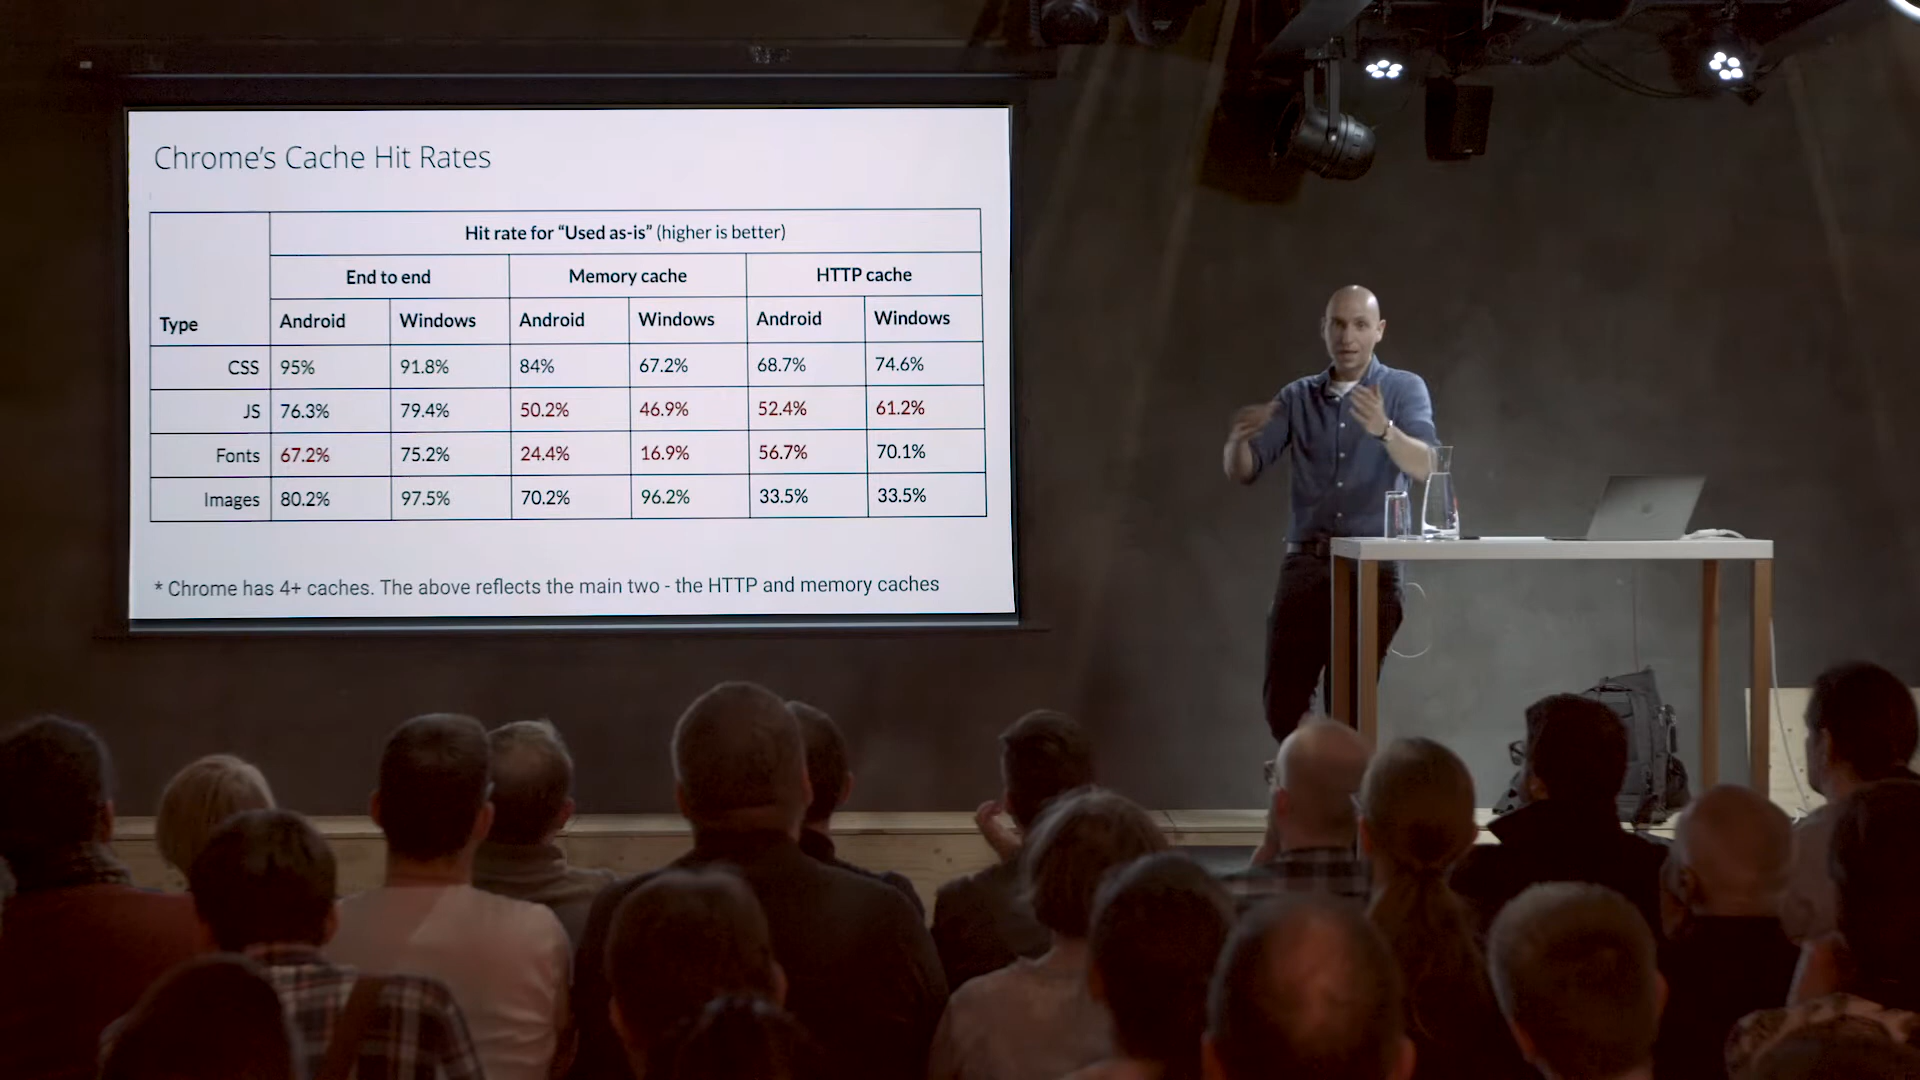 Chrome's Cache Hit Rates
Hit rate for “Used as-is” (higher is better)
End to end Memory cache HTTP cache
Type Android Windows Android Windows Android Windows
CSS 95% 91.8% 84% 67.2% 68.7% 74.6%
JS 76.3% 79.4% 50.2% 46.9% 52.4% 61.2%
Fonts 67.2% 75.2% 24.4% 16.9% 56.7% 70.1%
Images 80.2% 97.5% 70.2% 96.2% 33.5% 33.5%
* Chrome has 4+ caches. The above reflects the main two - the HTTP and memory caches